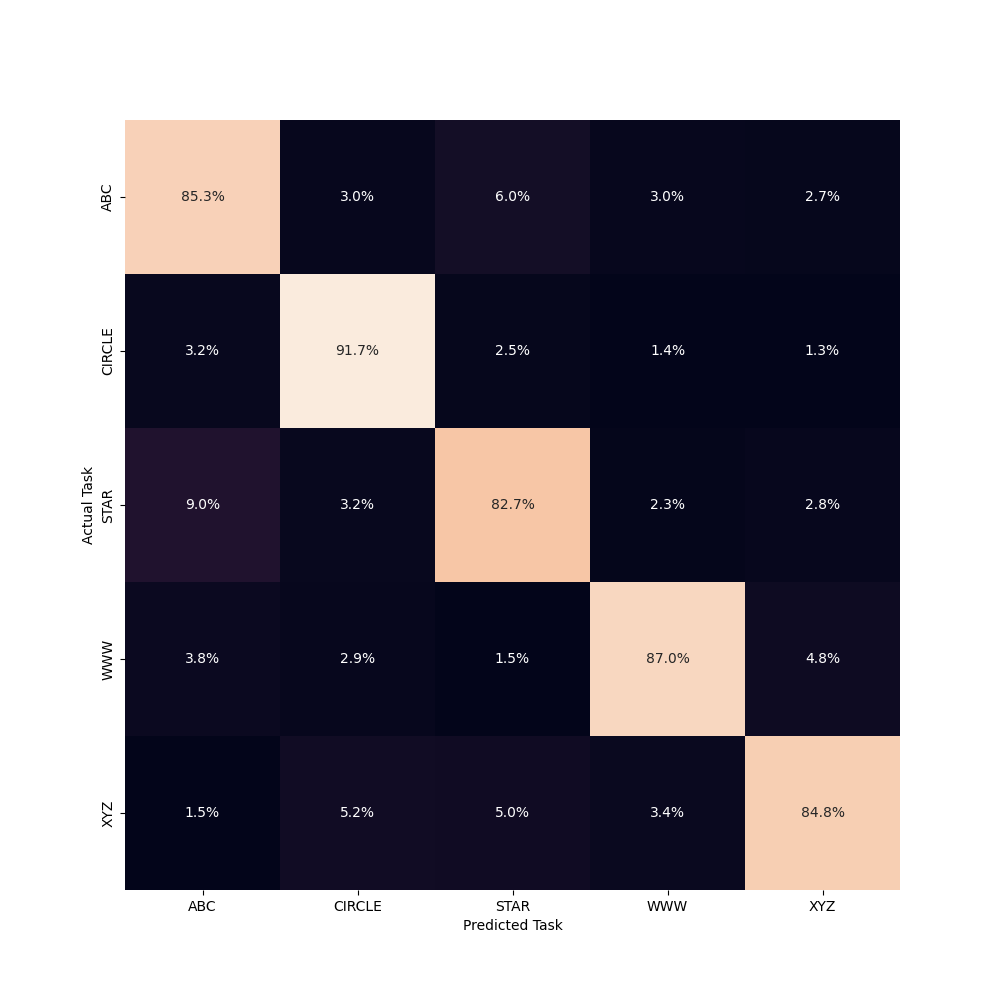 ABC 85.3% 3.0% 6.0% 3.0% 2.7%
CIRCLE 3.2% 91.7% 2.5% 1.4% 1.3%
Actual Task
STAR 9.0% 3.2% 82.7% 2.3% 2.8%
WWW 3.8% 2.9% 1.5% 87.0% 4.8%
XYZ 1.5% 5.2% 5.0% 3.4% 84.8%
ABC CIRCLE STAR WWW XYZ
Predicted Task